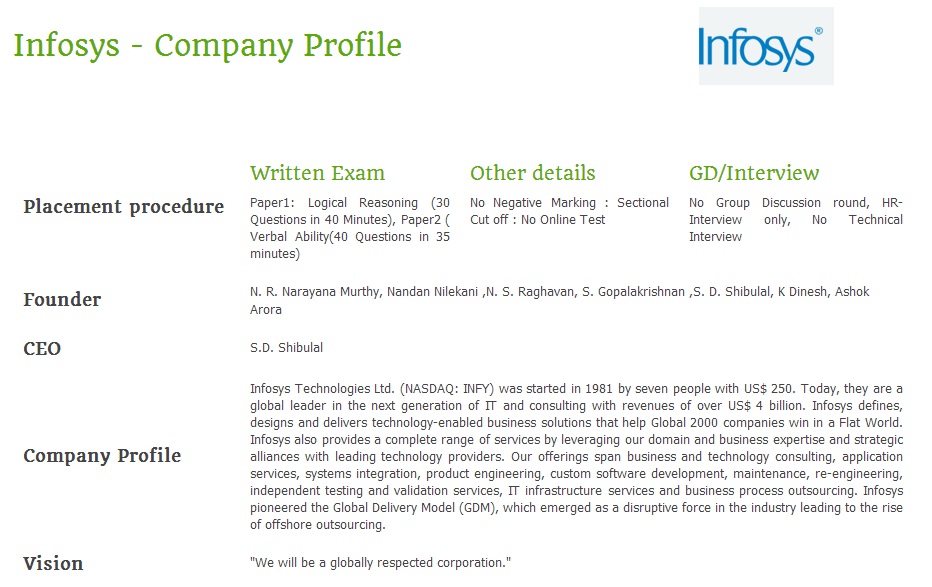 Infosys - Company Profile
Infosys®
Written Exam
Other details
GD/Interview
Placement procedure
Paper1: Logical Reasoning (30
Questions in 40 Minutes), Paper2 (
Verbal Ability(40 Questions in 35
minutes)
No Negative Marking : Sectional
Cut off : No Online Test
No Group Discussion round, HR-
Interview only, No Technical
Interview
Founder
N. R. Narayana Murthy, Nandan Nilekani ,N. S. Raghavan, S. Gopalakrishnan ,S. D. Shibulal, K Dinesh, Ashok
Arora
CEO
S.D. Shibulal
Company Profile
Infosys Technologies Ltd. (NASDAQ: INFY) was started in 1981 by seven people with US$ 250. Today, they are a
global leader in the next generation of IT and consulting with revenues of over US$ 4 billion. Infosys defines,
designs and delivers technology-enabled business solutions that help Global 2000 companies win in a Flat World.
Infosys also provides a complete range of services by leveraging our domain and business expertise and strategic
alliances with leading technology providers. Our offerings span business and technology consulting, application
services, systems integration, product engineering, custom software development, maintenance, re-engineering,
independent testing and validation services, IT infrastructure services and business process outsourcing. Infosys
pioneered the Global Delivery Model (GDM), which emerged as a disruptive force in the industry leading to the rise
of offshore outsourcing.
Vision
"We will be a globally respected corporation."